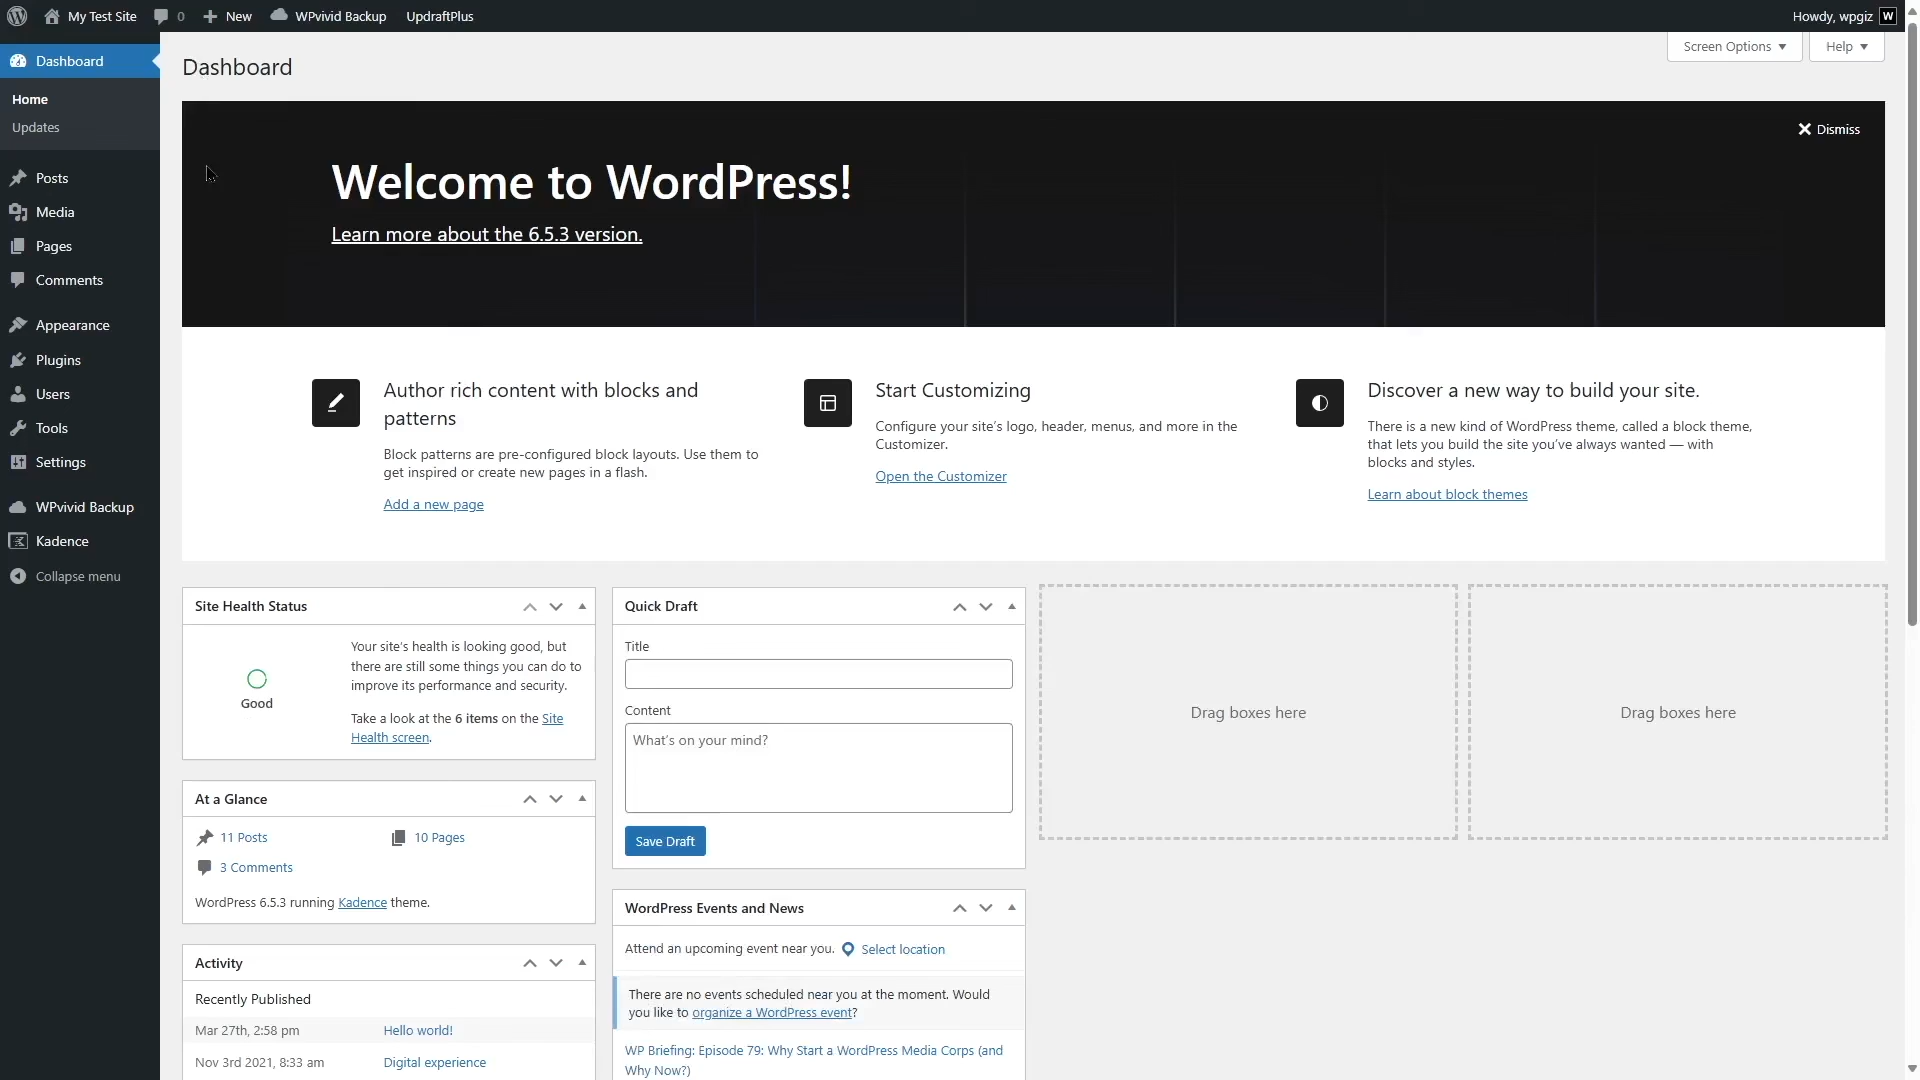 My Test Site
0
New
WPvivid Backup
UpdraftPlus
Howdy, wpgiz
W
Dashboard
Home
Updates
Posts
Media
Pages
Comments
Appearance
Plugins
Users
Tools
Settings
WPvivid Backup
Kadence
Collapse menu
Screen Options
Help
Dashboard
Dismiss
Welcome to WordPress!
Learn more about the 6.5.3 version.
Author rich content with blocks and
patterns
Block patterns are pre-configured block layouts. Use them to
get inspired or create new pages in a flash.
Add a new page
Start Customizing
Configure your site’s logo, header, menus, and more in the
Customizer.
Open the Customizer
Discover a new way to build your site.
There is a new kind of WordPress theme, called a block theme,
that lets you build the site you’ve always wanted — with
blocks and styles.
Learn about block themes
Site Health Status
Good
Your site’s health is looking good, but
there are still some things you can do to
improve its performance and security.
Take a look at the 6 items on the Site
Health screen.
At a Glance
11 Posts
10 Pages
3 Comments
WordPress 6.5.3 running Kadence theme.
Activity
Recently Published
Mar 27th, 2:58 pm
Hello world!
Nov 3rd 2021, 8:33 am
Digital experience
Quick Draft
Title
Content
What’s on your mind?
Save Draft
WordPress Events and News
Attend an upcoming event near you.
Select location
There are no events scheduled near you at the moment. Would
you like to organize a WordPress event?
WP Briefing: Episode 79: Why Start a WordPress Media Corps (and
Why Now?)
Drag boxes here
Drag boxes here